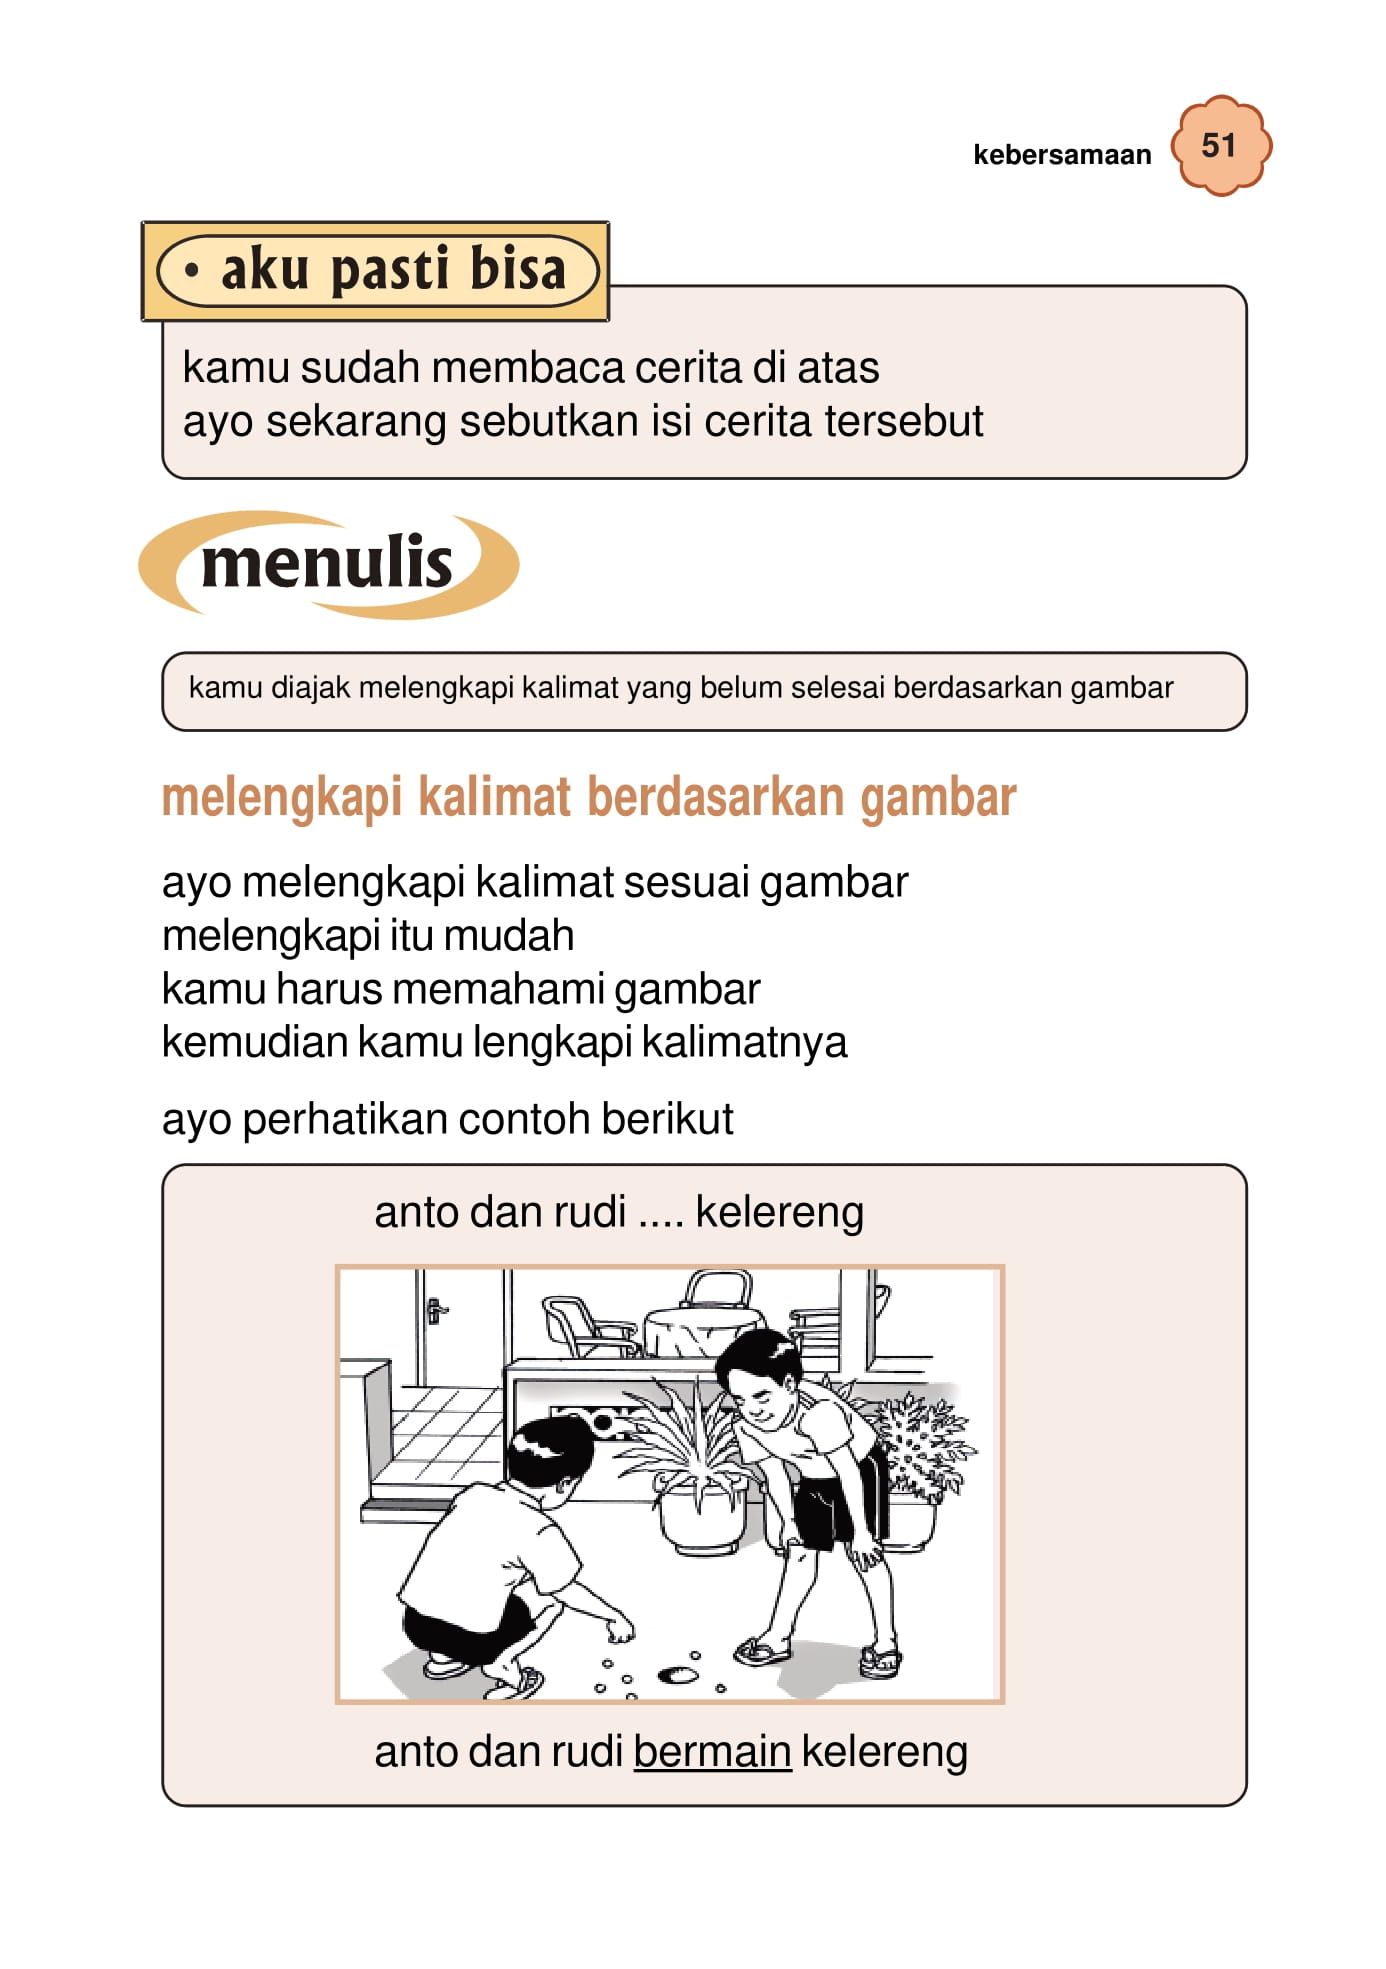 kebersamaan
51
• aku pasti bisa
kamu sudah membaca cerita di atas
ayo sekarang sebutkan isi cerita tersebut
menulis
kamu diajak melengkapi kalimat yang belum selesai berdasarkan gambar
melengkapi kalimat berdasarkan gambar
ayo melengkapi kalimat sesuai gambar
melengkapi itu mudah
kamu harus memahami gambar
kemudian kamu lengkapi kalimatnya
ayo perhatikan contoh berikut
anto dan rudi .... kelereng
anto dan rudi bermain kelereng